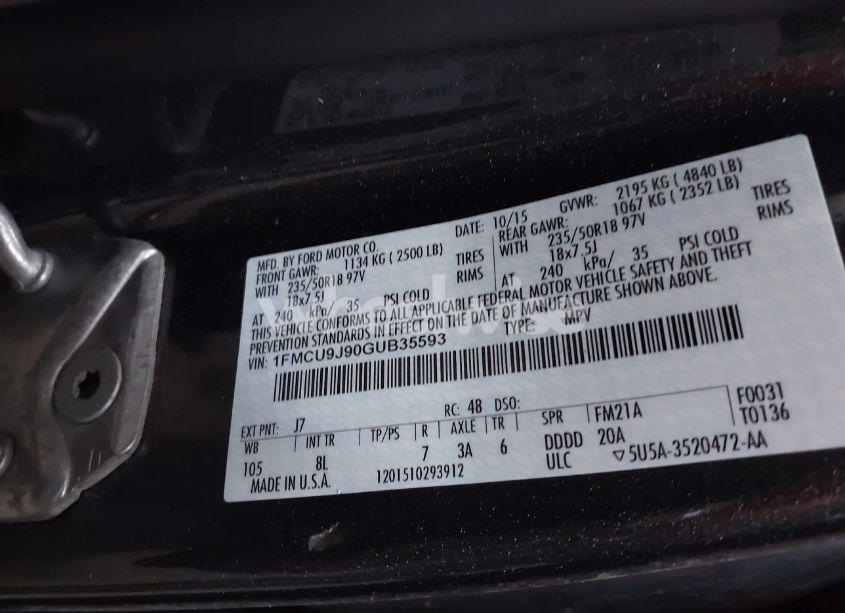 MFD. BY FORD MOTOR CO. DATE: 10/15 GVWR: 2195 KG ( 4840 LB)
FRONT GAWR: 1134 KG ( 2500 LB) REAR GAWR: 1067 KG ( 2352 LB)
WITH 235/50R18 97V TIRES WITH 235/50R18 97V TIRES
18x7.5J RIMS 18x7.5J RIMS
AT 240 kPa/ 35 PSI COLD AT 240 kPa/ 35 PSI COLD
THIS VEHICLE CONFORMS TO ALL APPLICABLE FEDERAL MOTOR VEHICLE SAFETY AND THEFT
PREVENTION STANDARDS IN EFFECT ON THE DATE OF MANUFACTURE SHOWN ABOVE.
VIN: 1FMCU9J90GUB35593 TYPE: MPV
EXT PNT: J7 RC: 48 DSO: F0031
WB INT TR TP/PS R AXLE TR SPR FM21A T0136
105 8L 7 3A 6 DDDD 20A
MADE IN U.S.A. 1201510293912 ULC ▽5U5A-3520472-AA